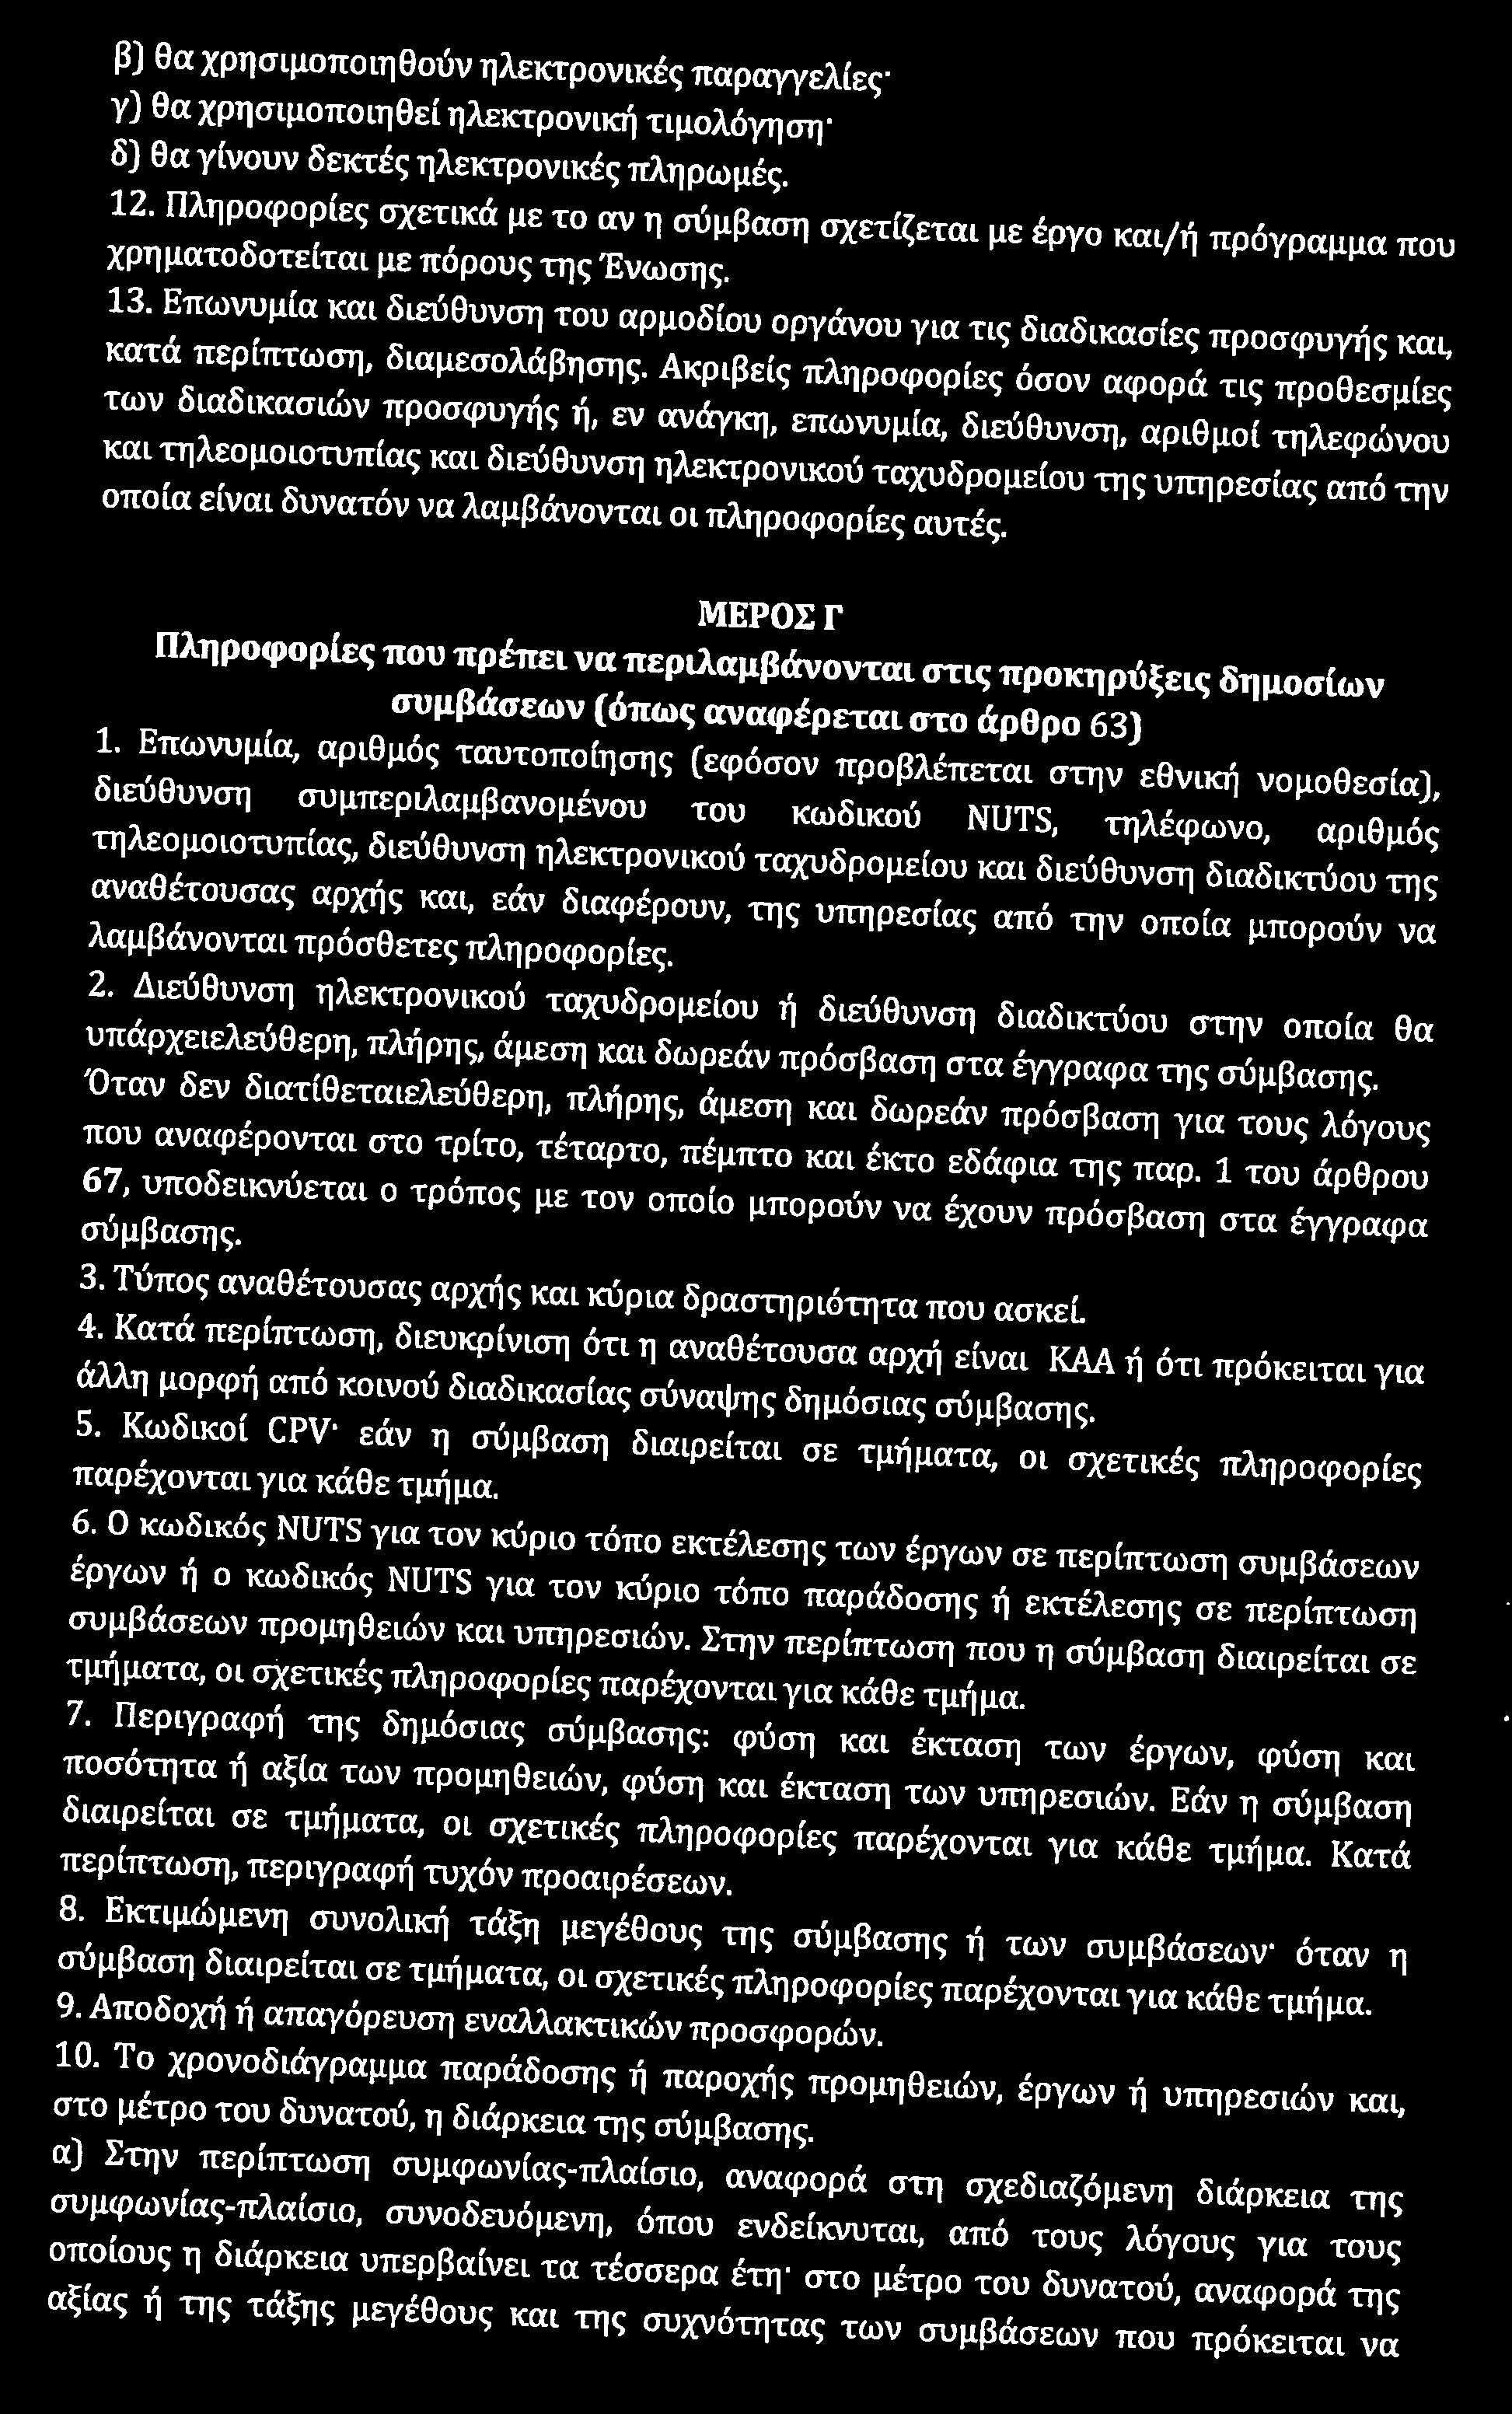 β) θα χρησιμοποιηθούν ηλεκτρονικές παραγγελίες·
γ) θα χρησιμοποιηθεί ηλεκτρονική τιμολόγηση·
δ) θα γίνουν δεκτές ηλεκτρονικές πληρωμές.
12. Πληροφορίες σχετικά με το αν η σύμβαση σχετίζεται με έργο και/ή πρόγραμμα που
χρηματοδοτείται με πόρους της Ένωσης.
13. Επωνυμία και διεύθυνση του αρμοδίου οργάνου για τις διαδικασίες προσφυγής και,
κατά περίπτωση, διαμεσολάβησης. Ακριβείς πληροφορίες όσον αφορά τις προθεσμίες
των διαδικασιών προσφυγής ή, εν ανάγκη, επωνυμία, διεύθυνση, αριθμοί τηλεφώνου
και τηλεομοιοτυπίας και διεύθυνση ηλεκτρονικού ταχυδρομείου της υπηρεσίας από την
οποία είναι δυνατόν να λαμβάνονται οι πληροφορίες αυτές.
ΜΕΡΟΣ Γ
Πληροφορίες που πρέπει να περιλαμβάνονται στις προκηρύξεις δημοσίων
συμβάσεων (όπως αναφέρεται στο άρθρο 63)
1. Επωνυμία, αριθμός ταυτοποίησης (εφόσον προβλέπεται στην εθνική νομοθεσία),
διεύθυνση συμπεριλαμβανομένου του κωδικού NUTS, τηλέφωνο, αριθμός
τηλεομοιοτυπίας, διεύθυνση ηλεκτρονικού ταχυδρομείου και διεύθυνση διαδικτύου της
αναθέτουσας αρχής και, εάν διαφέρουν, της υπηρεσίας από την οποία μπορούν να
λαμβάνονται πρόσθετες πληροφορίες.
2. Διεύθυνση ηλεκτρονικού ταχυδρομείου ή διεύθυνση διαδικτύου στην οποία θα
υπάρχειελεύθερη, πλήρης, άμεση και δωρεάν πρόσβαση στα έγγραφα της σύμβασης.
Όταν δεν διατίθεταιελεύθερη, πλήρης, άμεση και δωρεάν πρόσβαση για τους λόγους
που αναφέρονται στο τρίτο, τέταρτο, πέμπτο και έκτο εδάφια της παρ. 1 του άρθρου
67, υποδεικνύεται ο τρόπος με τον οποίο μπορούν να έχουν πρόσβαση στα έγγραφα
σύμβασης.
3. Τύπος αναθέτουσας αρχής και κύρια δραστηριότητα που ασκεί.
4. Κατά περίπτωση, διευκρίνιση ότι η αναθέτουσα αρχή είναι ΚΑΑ ή ότι πρόκειται για
άλλη μορφή από κοινού διαδικασίας σύναψης δημόσιας σύμβασης.
5. Κωδικοί CPV· εάν η σύμβαση διαιρείται σε τμήματα, οι σχετικές πληροφορίες
παρέχονται για κάθε τμήμα.
6. Ο κωδικός NUTS για τον κύριο τόπο εκτέλεσης των έργων σε περίπτωση συμβάσεων
έργων ή ο κωδικός NUTS για τον κύριο τόπο παράδοσης ή εκτέλεσης σε περίπτωση
συμβάσεων προμηθειών και υπηρεσιών. Στην περίπτωση που η σύμβαση διαιρείται σε
τμήματα, οι σχετικές πληροφορίες παρέχονται για κάθε τμήμα.
7. Περιγραφή της δημόσιας σύμβασης: φύση και έκταση των έργων, φύση και
ποσότητα ή αξία των προμηθειών, φύση και έκταση των υπηρεσιών. Εάν η σύμβαση
διαιρείται σε τμήματα, οι σχετικές πληροφορίες παρέχονται για κάθε τμήμα. Κατά
περίπτωση, περιγραφή τυχόν προαιρέσεων.
8. Εκτιμώμενη συνολική τάξη μεγέθους της σύμβασης ή των συμβάσεων· όταν η
σύμβαση διαιρείται σε τμήματα, οι σχετικές πληροφορίες παρέχονται για κάθε τμήμα.
9. Αποδοχή ή απαγόρευση εναλλακτικών προσφορών.
10. Το χρονοδιάγραμμα παράδοσης ή παροχής προμηθειών, έργων ή υπηρεσιών και,
στο μέτρο του δυνατού, η διάρκεια της σύμβασης.
α) Στην περίπτωση συμφωνίας-πλαίσιο, αναφορά στη σχεδιαζόμενη διάρκεια της
συμφωνίας-πλαίσιο, συνοδευόμενη, όπου ενδείκνυται, από τους λόγους για τους
οποίους η διάρκεια υπερβαίνει τα τέσσερα έτη· στο μέτρο του δυνατού, αναφορά της
αξίας ή της τάξης μεγέθους και της συχνότητας των συμβάσεων που πρόκειται να